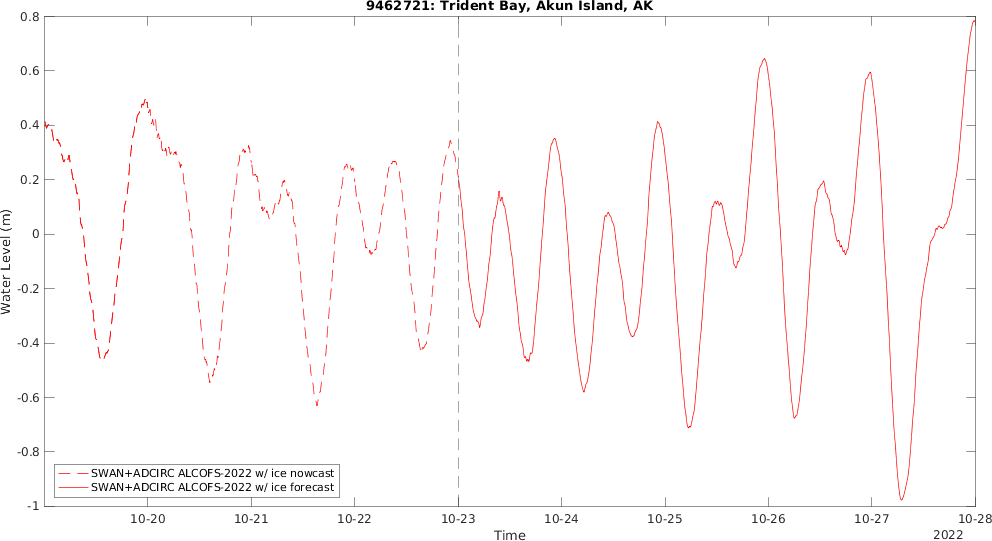 9462721: Trident Bay, Akun Island, AK
0.8
0.6
0.4
0.2
0
-0.2
-0.4
-0.6
-0.8
-1
Water Level (m)
SWAN+ADCIRC ALCOFS-2022 w/ ice nowcast
SWAN+ADCIRC ALCOFS-2022 w/ ice forecast
10-20 10-21 10-22 10-23 10-24 10-25 10-26 10-27 10-28
Time
2022